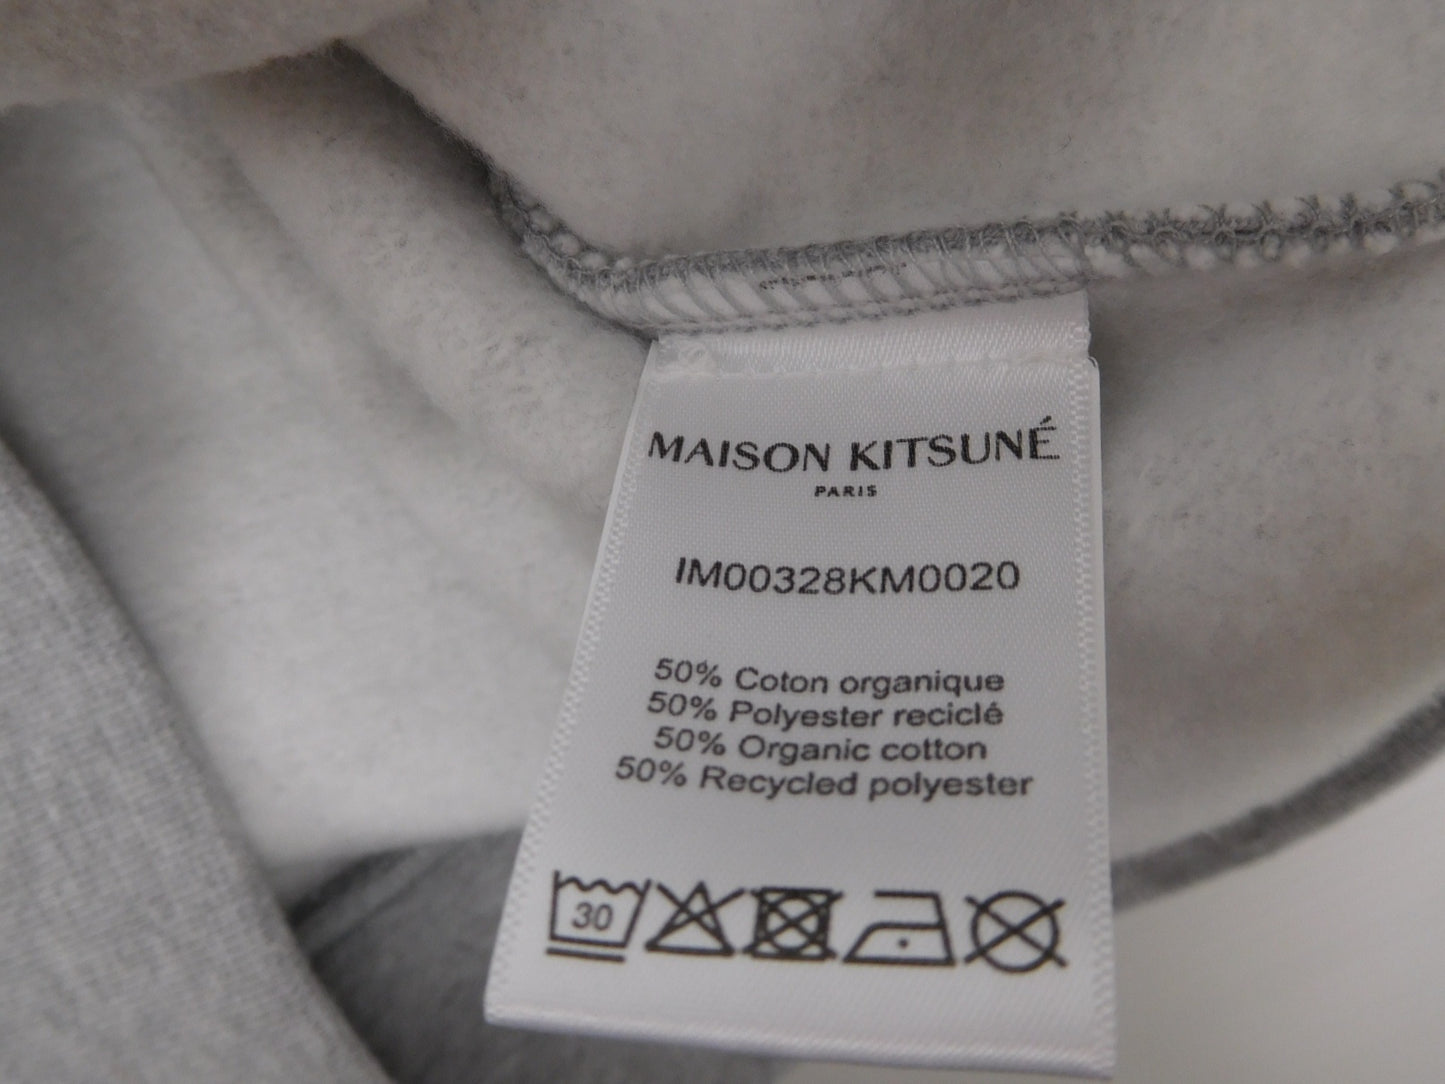 MAISON KITSUNÉ
PARIS
IM00328KM0020
50% Coton organique
50% Polyester reciclé
50% Organic cotton
50% Recycled polyester
30